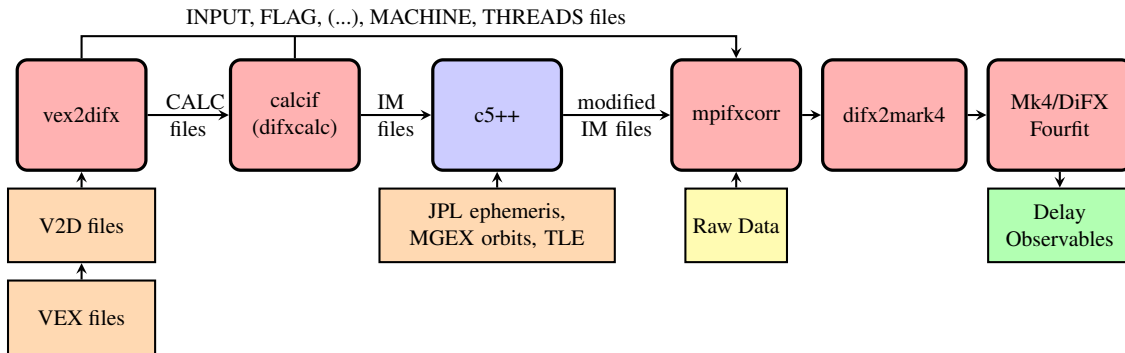 INPUT, FLAG, (...), MACHINE, THREADS files
vex2difx
CALC
files
calcif
(difxcalc)
IM
files
c5++
modified
IM files
mpifxcorr
difx2mark4
Mk4/DiFX
Fourfit
V2D files
JPL ephemeris,
MGEX orbits, TLE
Raw Data
Delay
Observables
VEX files